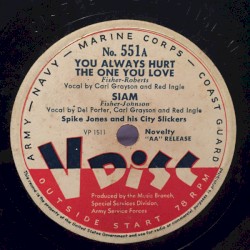 ARMY — NAVY — MARINE CORPS — COAST GUARD
No. 551A
YOU ALWAYS HURT
THE ONE YOU LOVE
Fisher-Roberts
Vocal by Carl Grayson and Red Ingle
SIAM
Fisher-Johnson
Vocal by Del Porter, Carl Grayson and Red Ingle
Spike Jones and his City Slickers
VP 1511
Novelty
"AA" RELEASE
V Disc
Produced by the Music Branch,
Special Services Division,
Army Service Forces
OUTSIDE START 78 RPM